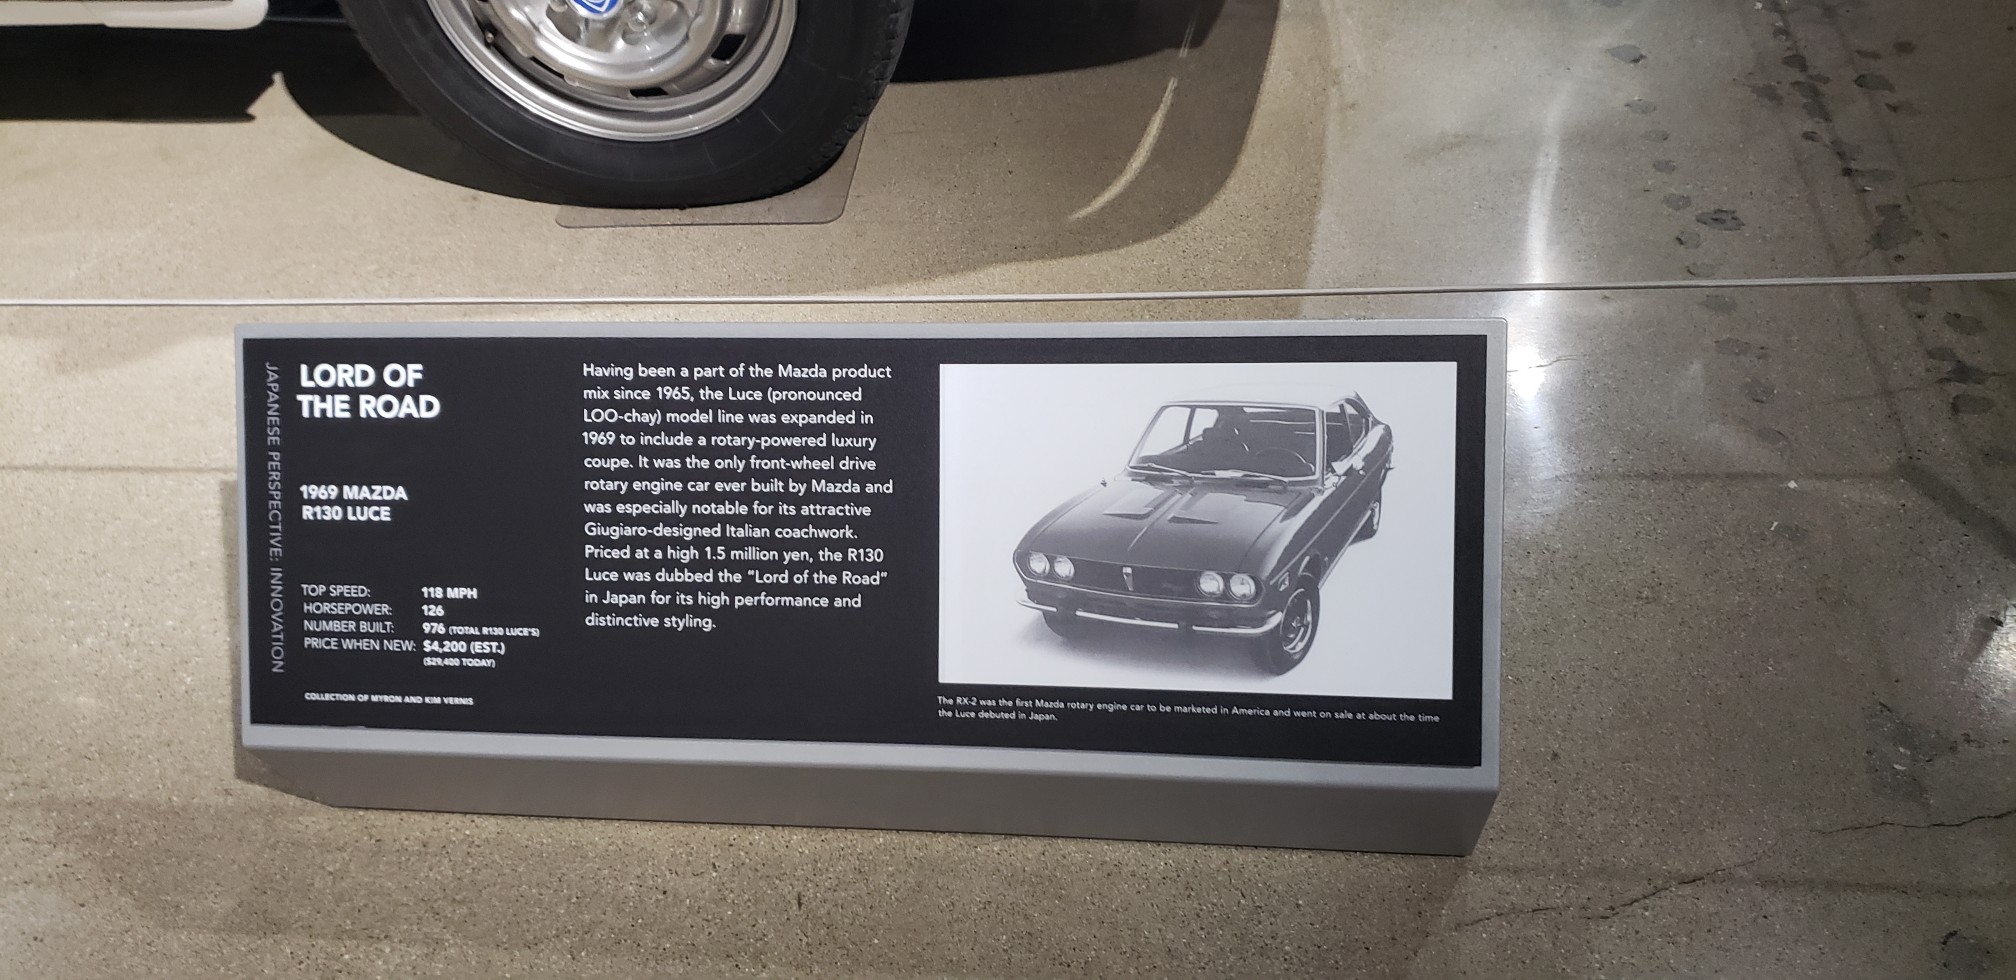 JAPANESE PERSPECTIVE: INNOVATION
LORD OF
THE ROAD
1969 MAZDA
R130 LUCE
TOP SPEED: 118 MPH
HORSEPOWER: 126
NUMBER BUILT: 976 (TOTAL R130 LUCE'S)
PRICE WHEN NEW: $4,200 (EST.)
($29,400 TODAY)
COLLECTION OF MYRON AND KIM VERNIS
Having been a part of the Mazda product
mix since 1965, the Luce (pronounced
LOO-chay) model line was expanded in
1969 to include a rotary-powered luxury
coupe. It was the only front-wheel drive
rotary engine car ever built by Mazda and
was especially notable for its attractive
Giugiaro-designed Italian coachwork.
Priced at a high 1.5 million yen, the R130
Luce was dubbed the "Lord of the Road"
in Japan for its high performance and
distinctive styling.
The RX-2 was the first Mazda rotary engine car to be marketed in America and went on sale at about the time
the Luce debuted in Japan.